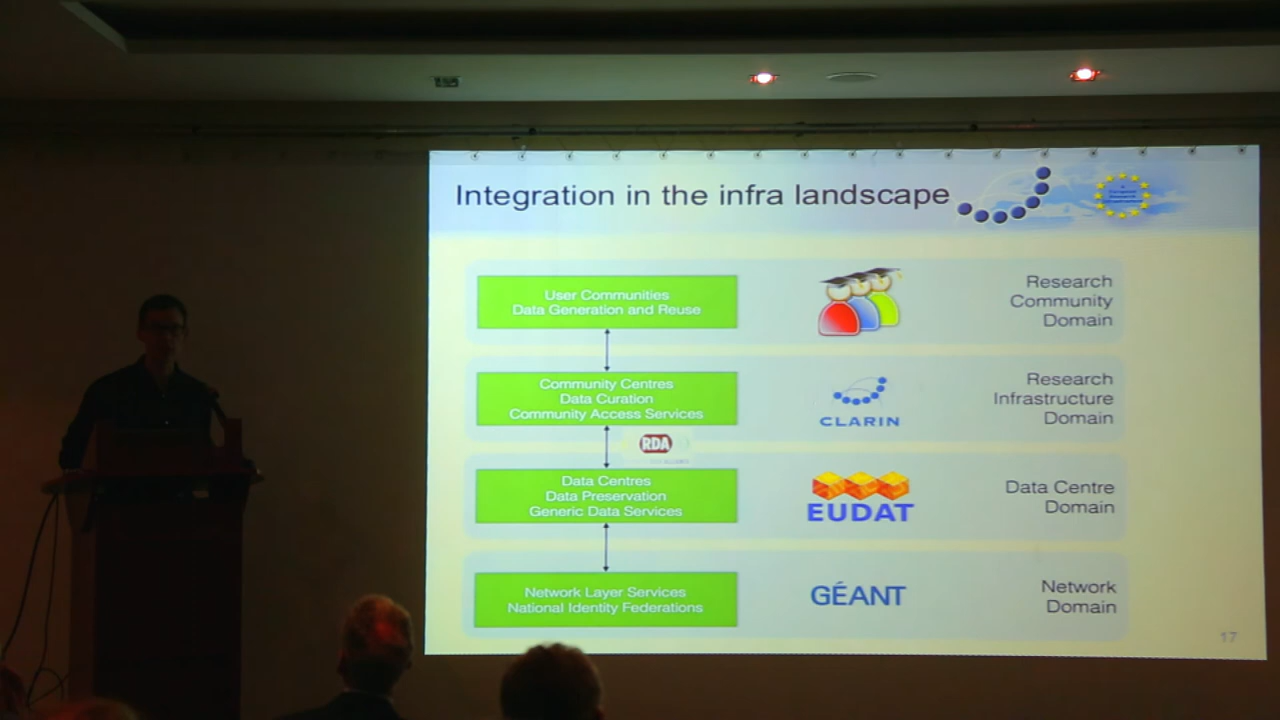 Integration in the infra landscape
User Communities
Data Generation and Reuse
Research
Community
Domain
Community Centres
Data Curation
Community Access Services
CLARIN
Research
Infrastructure
Domain
RDA
Data Centres
Data Preservation
Generic Data Services
EUDAT
Data Centre
Domain
Network Layer Services
National Identity Federations
GÉANT
Network
Domain
17